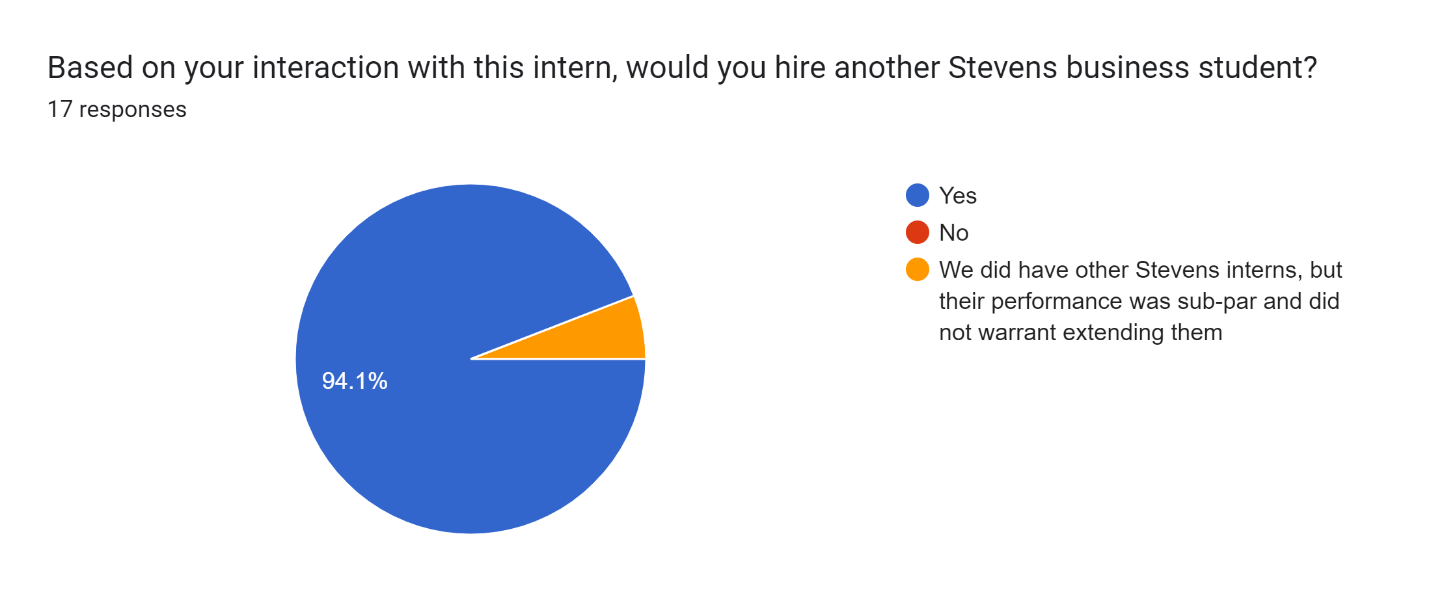 Based on your interaction with this intern, would you hire another Stevens business student?
17 responses
Yes
No
We did have other Stevens interns, but
their performance was sub-par and did
not warrant extending them
94.1%